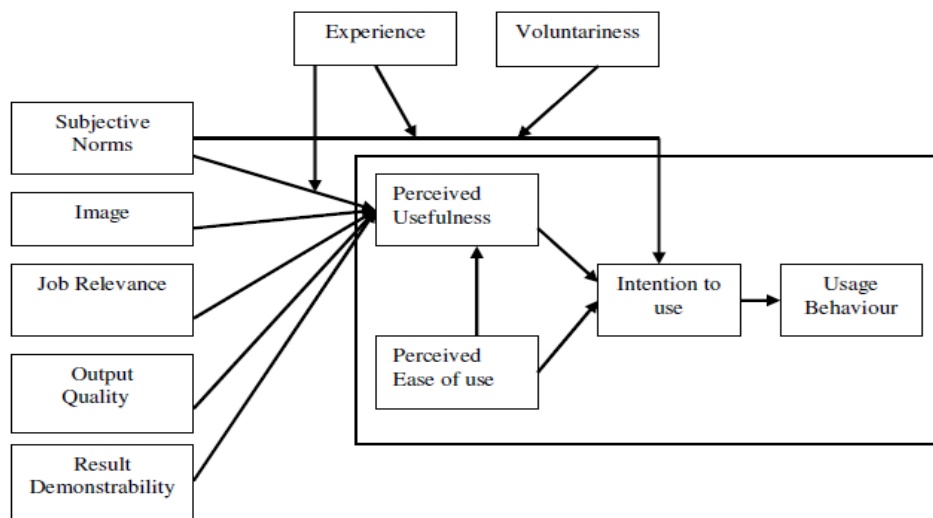 Experience
Voluntariness
Subjective
Norms
Image
Job Relevance
Output
Quality
Result
Demonstrability
Perceived
Usefulness
Perceived
Ease of use
Intention to
use
Usage
Behaviour